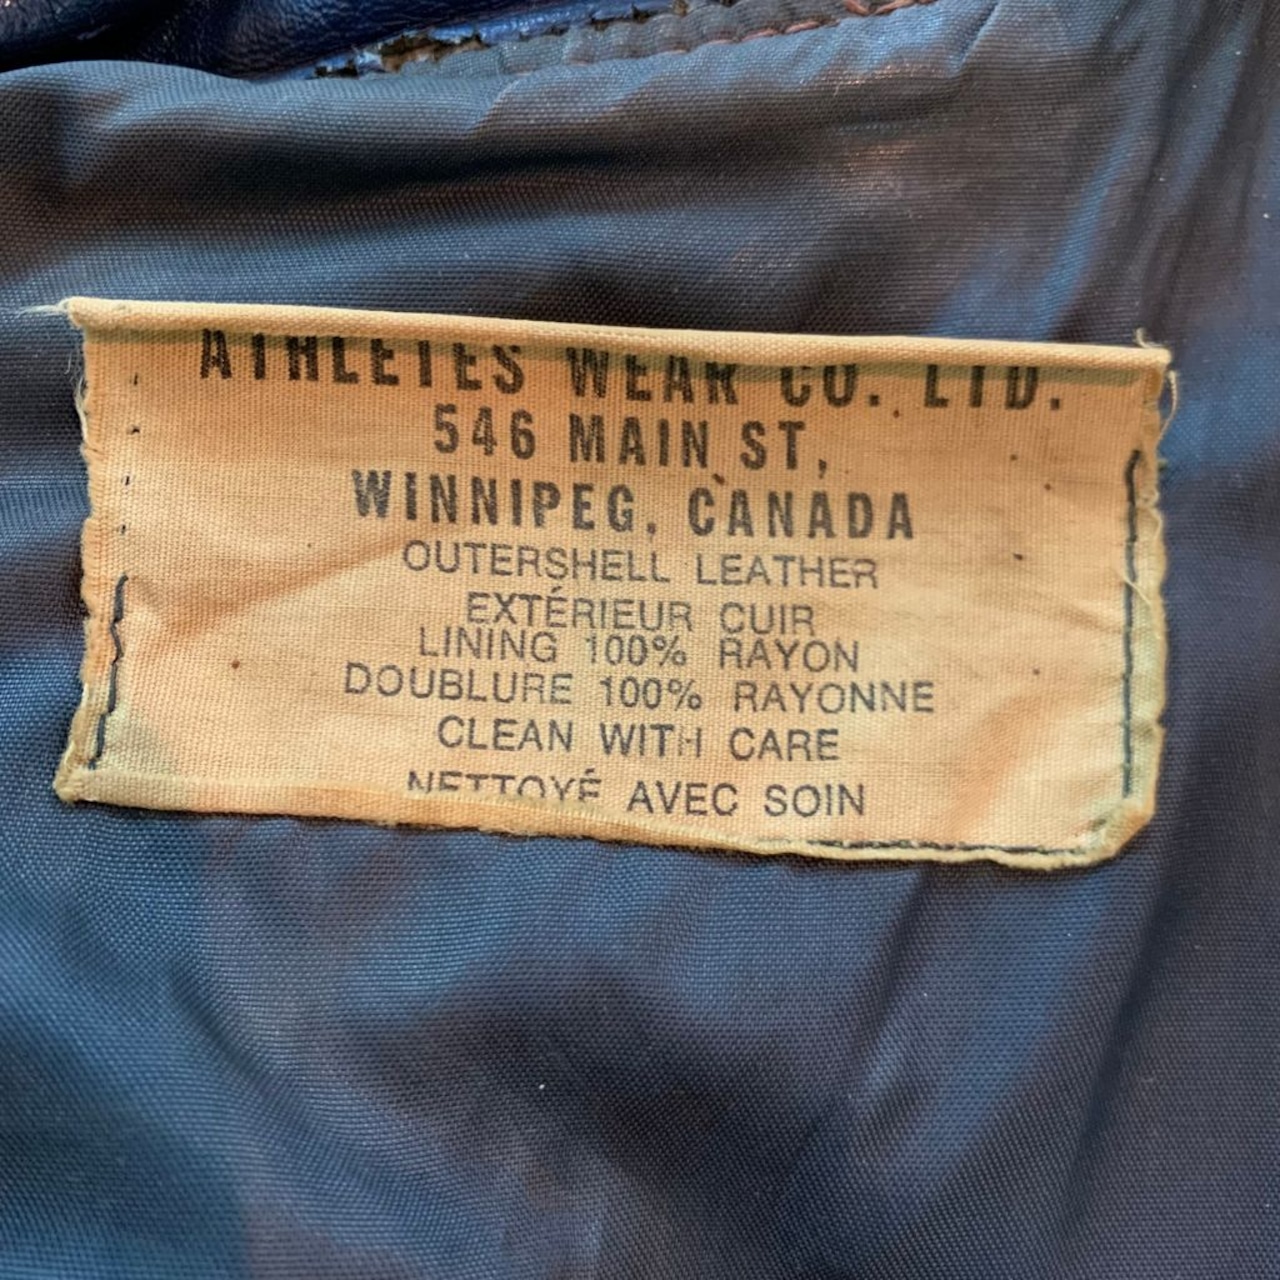 ATHLETES WEAR CO. LTD.
546 MAIN ST,
WINNIPEG, CANADA
OUTERSHELL LEATHER
EXTÉRIEUR CUIR
LINING 100% RAYON
DOUBLURE 100% RAYONNE
CLEAN WITH CARE
NETTOYÉ AVEC SOIN